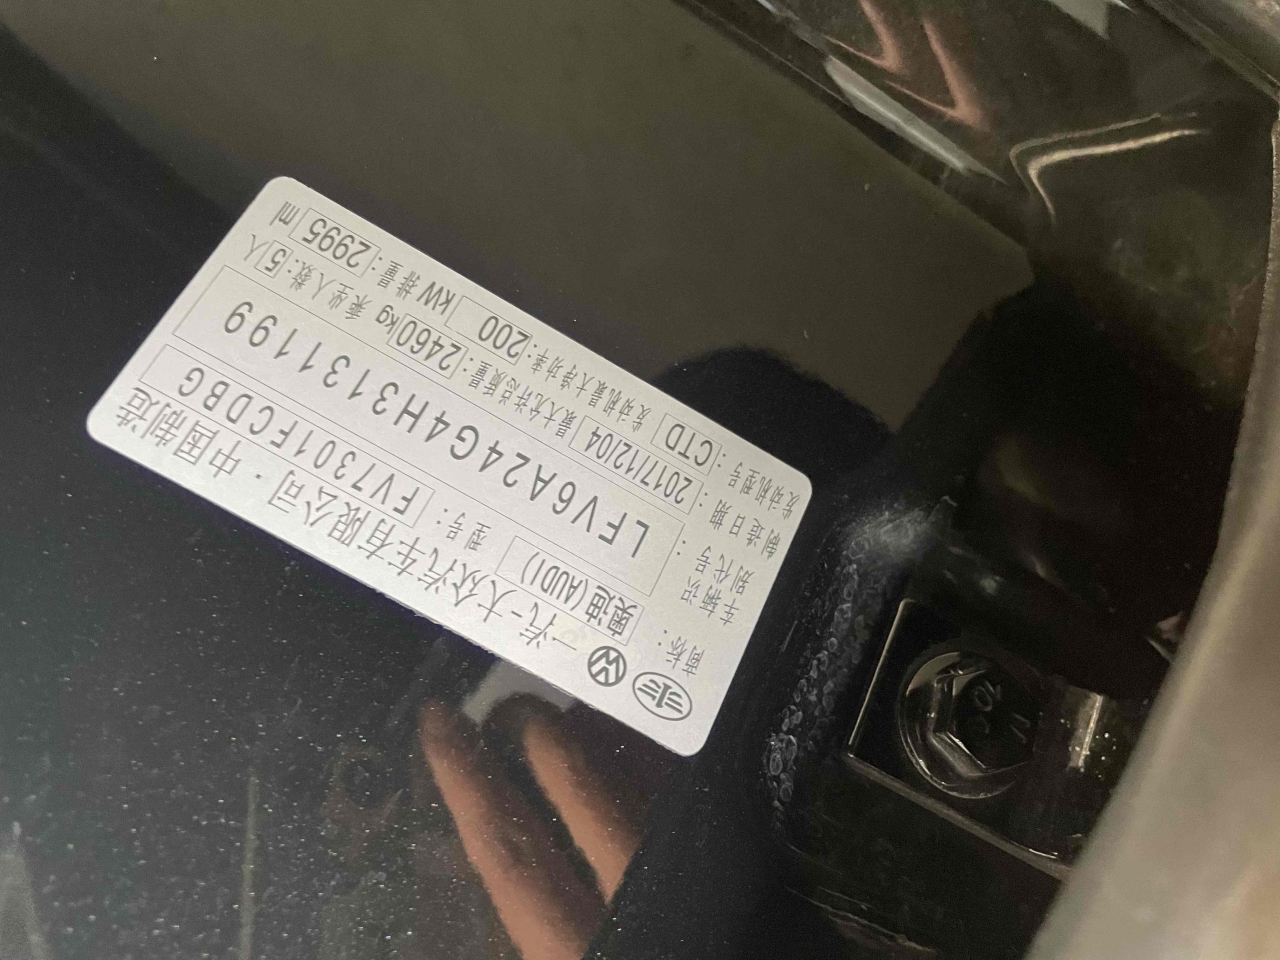 一汽-大众汽车有限公司·中国制造
商标: 奥迪(AUDI) 型号: FV7301FCDBG
车辆识别代号: LFV6A24G4H3131199
制造日期: 2017/12/04 最大允许总质量: 2460 kg 乘坐人数: 5 人
发动机型号: CTD 发动机最大净功率: 200 kW 排量: 2995 ml
10